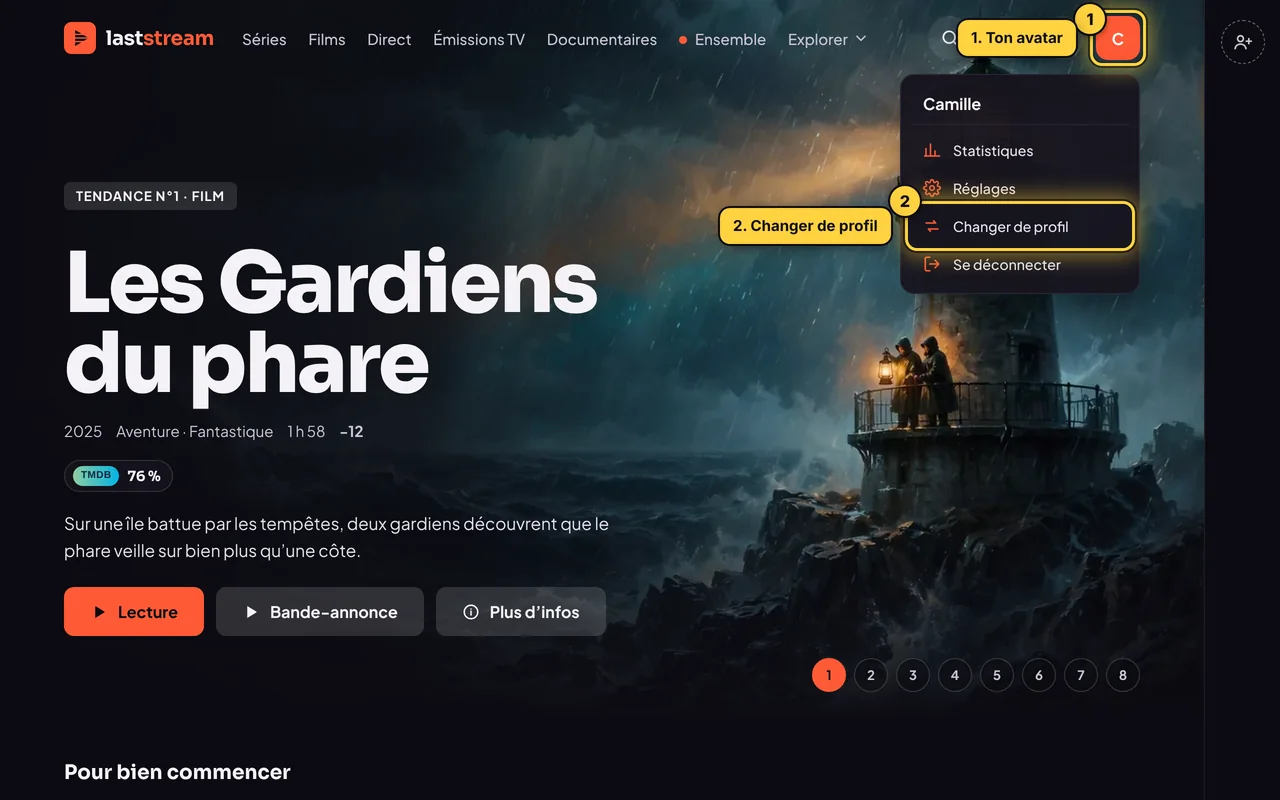 laststream
Séries Films Direct Émissions TV Documentaires Ensemble Explorer
1. Ton avatar
1
C
Camille
Statistiques
Réglages
2
2. Changer de profil
Changer de profil
Se déconnecter
TENDANCE N°1 · FILM
Les Gardiens
du phare
2025 Aventure · Fantastique 1 h 58 -12
TMDB 76 %
Sur une île battue par les tempêtes, deux gardiens découvrent que le
phare veille sur bien plus qu’une côte.
Lecture Bande-annonce Plus d’infos
1 2 3 4 5 6 7 8
Pour bien commencer